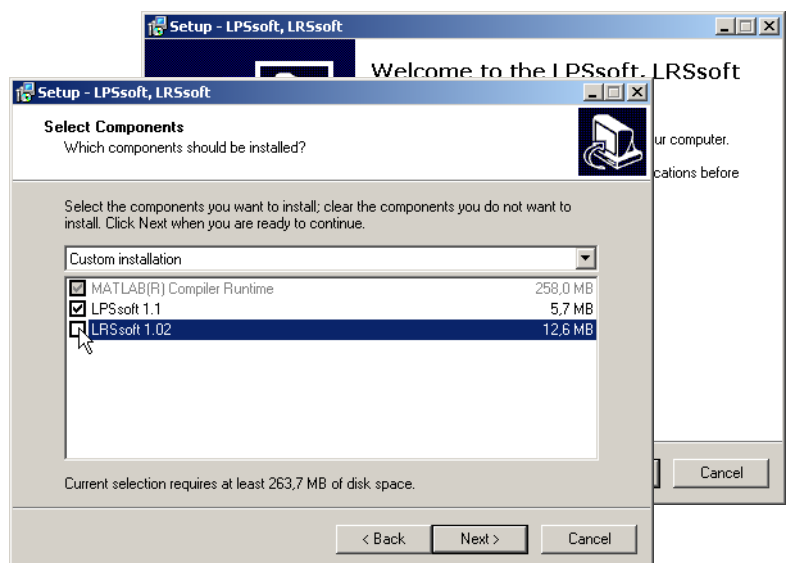 Setup - LPSsoft, LRSsoft
Welcome to the LPSsoft, LRSsoft
ur computer.
cations before
Cancel
Setup - LPSsoft, LRSsoft
Select Components
Which components should be installed?
Select the components you want to install; clear the components you do not want to
install. Click Next when you are ready to continue.
Custom installation
MATLAB(R) Compiler Runtime 258,0 MB
LPSsoft 1.1 5,7 MB
LRSsoft 1.02 12,6 MB
Current selection requires at least 263,7 MB of disk space.
< Back Next > Cancel